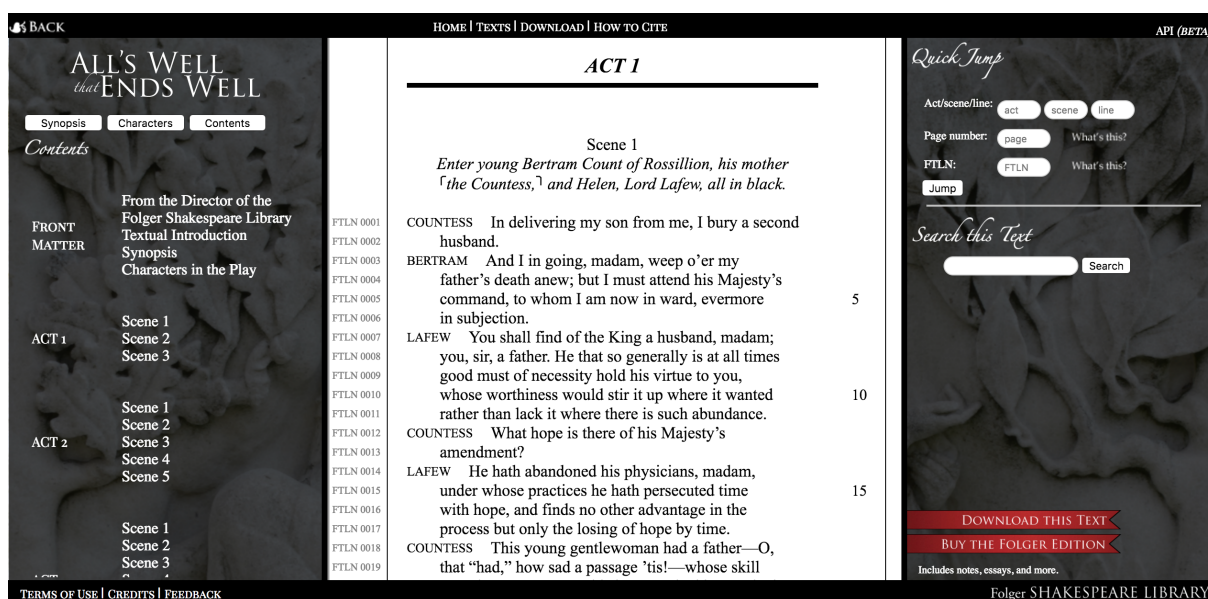 BACK
HOME | TEXTS | DOWNLOAD | HOW TO CITE
API (BETA
ALL'S WELL
that ENDS WELL
Synopsis Characters Contents
Contents
FRONT MATTER
From the Director of the
Folger Shakespeare Library
Textual Introduction
Synopsis
Characters in the Play
ACT 1
Scene 1
Scene 2
Scene 3
ACT 2
Scene 1
Scene 2
Scene 3
Scene 4
Scene 5
Scene 1
Scene 2
Scene 3
ACT 1
Scene 1
Enter young Bertram Count of Rossillion, his mother
⌜the Countess,⌝ and Helen, Lord Lafew, all in black.
FTLN 0001 COUNTESS In delivering my son from me, I bury a second
FTLN 0002 husband.
FTLN 0003 BERTRAM And I in going, madam, weep o'er my
FTLN 0004 father's death anew; but I must attend his Majesty's
FTLN 0005 command, to whom I am now in ward, evermore 5
FTLN 0006 in subjection.
FTLN 0007 LAFEW You shall find of the King a husband, madam;
FTLN 0008 you, sir, a father. He that so generally is at all times
FTLN 0009 good must of necessity hold his virtue to you,
FTLN 0010 whose worthiness would stir it up where it wanted 10
FTLN 0011 rather than lack it where there is such abundance.
FTLN 0012 COUNTESS What hope is there of his Majesty's
FTLN 0013 amendment?
FTLN 0014 LAFEW He hath abandoned his physicians, madam,
FTLN 0015 under whose practices he hath persecuted time 15
FTLN 0016 with hope, and finds no other advantage in the
FTLN 0017 process but only the losing of hope by time.
FTLN 0018 COUNTESS This young gentlewoman had a father—O,
FTLN 0019 that "had," how sad a passage 'tis!—whose skill
Quick Jump
Act/scene/line: act scene line
Page number: page What's this?
FTLN: FTLN What's this?
Jump
Search this Text
Search
DOWNLOAD THIS TEXT
BUY THE FOLGER EDITION
Includes notes, essays, and more.
TERMS OF USE | CREDITS | FEEDBACK
Folger SHAKESPEARE LIBRARY